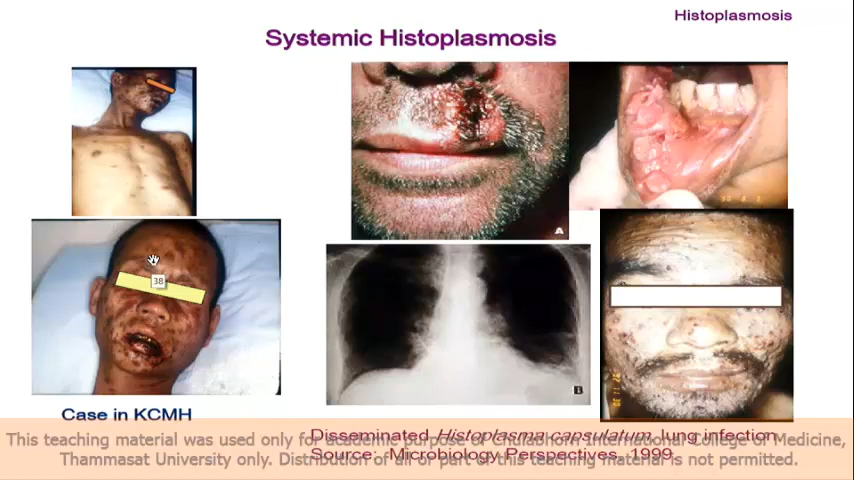 Histoplasmosis
Systemic Histoplasmosis
A
38
B
Case in KCMH
Disseminated Histoplasma capsulatum, lung infection.
Source: Microbiology Perspectives, 1999.
This teaching material was used only for academic purpose of Chulabhorn International College of Medicine,
Thammasat University only. Distribution of all or part of this teaching material is not permitted.